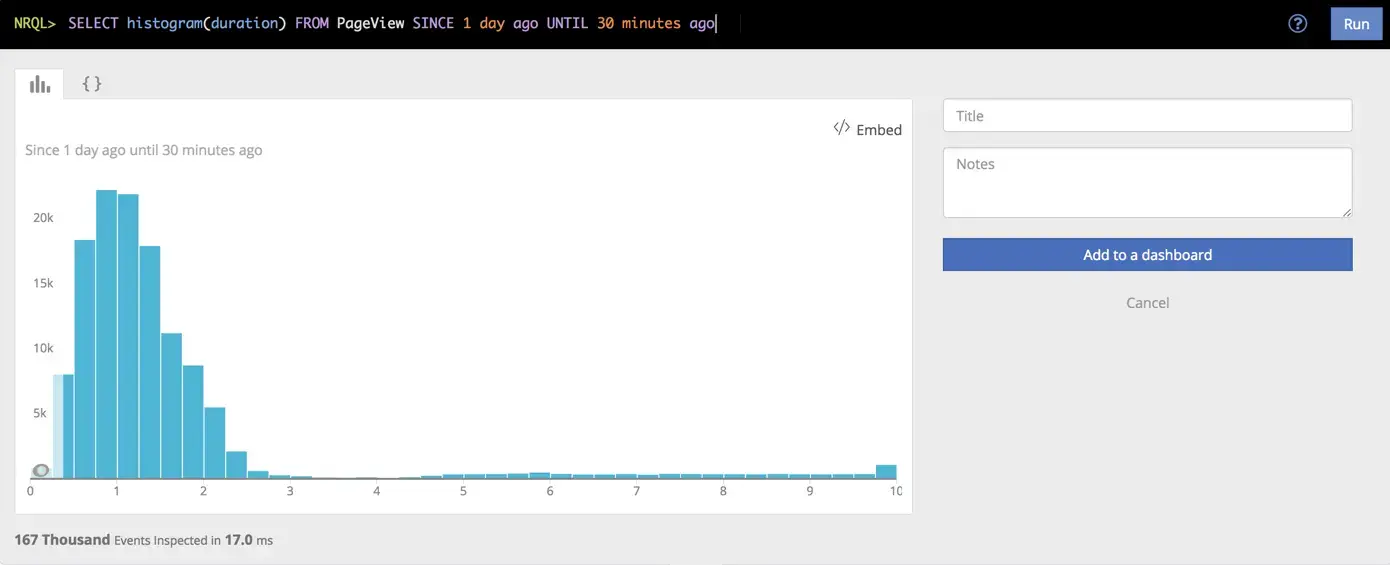 NRQL> SELECT histogram(duration) FROM PageView SINCE 1 day ago UNTIL 30 minutes ago
?
Run
{ }
</> Embed
Since 1 day ago until 30 minutes ago
20k
15k
10k
5k
0 1 2 3 4 5 6 7 8 9 10
167 Thousand Events Inspected in 17.0 ms
Title
Notes
Add to a dashboard
Cancel